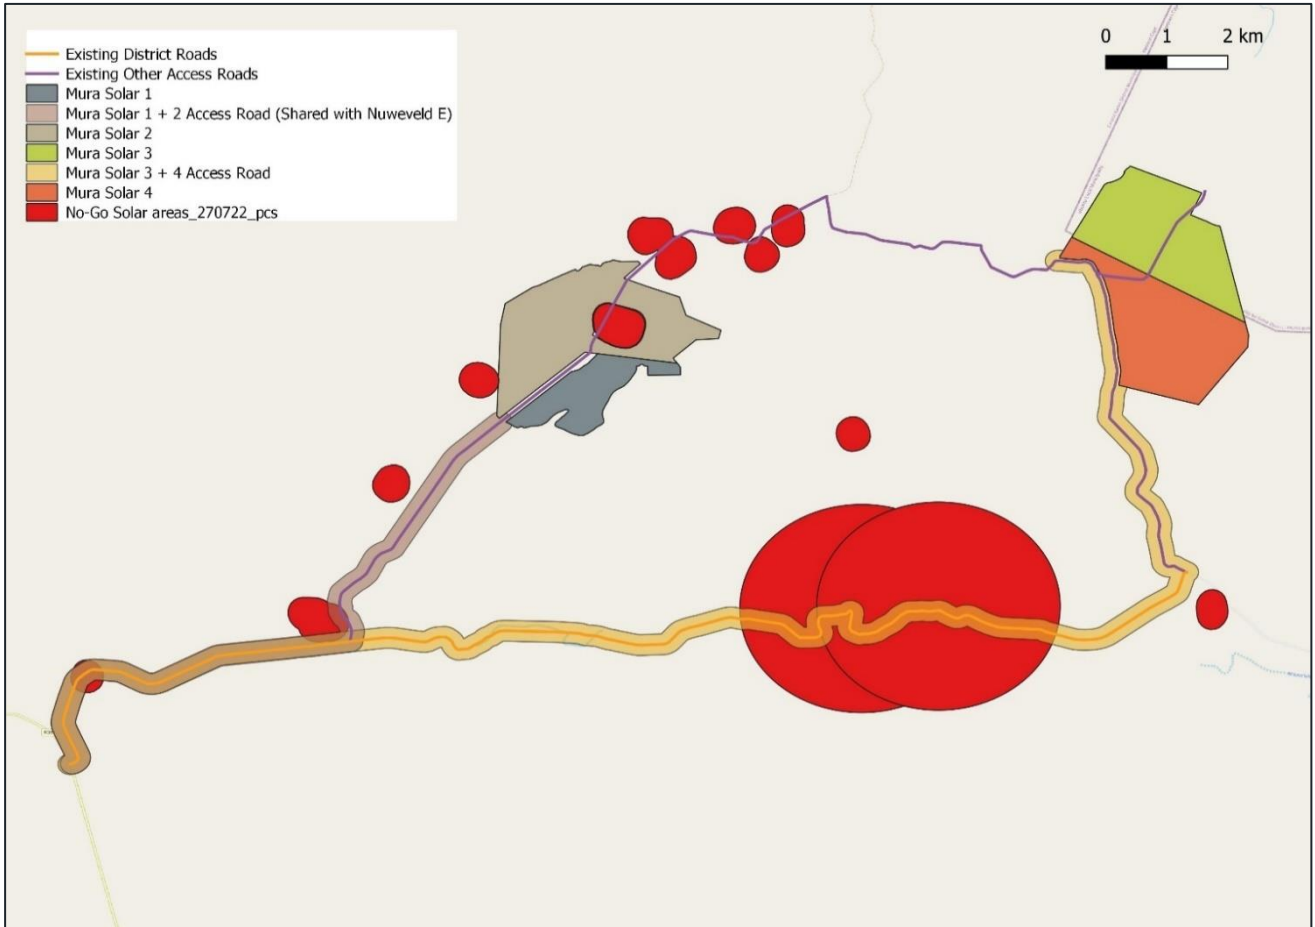 Existing District Roads
Existing Other Access Roads
Mura Solar 1
Mura Solar 1 + 2 Access Road (Shared with Nuweveld E)
Mura Solar 2
Mura Solar 3
Mura Solar 3 + 4 Access Road
Mura Solar 4
No-Go Solar areas_270722_pcs
0 1 2 km